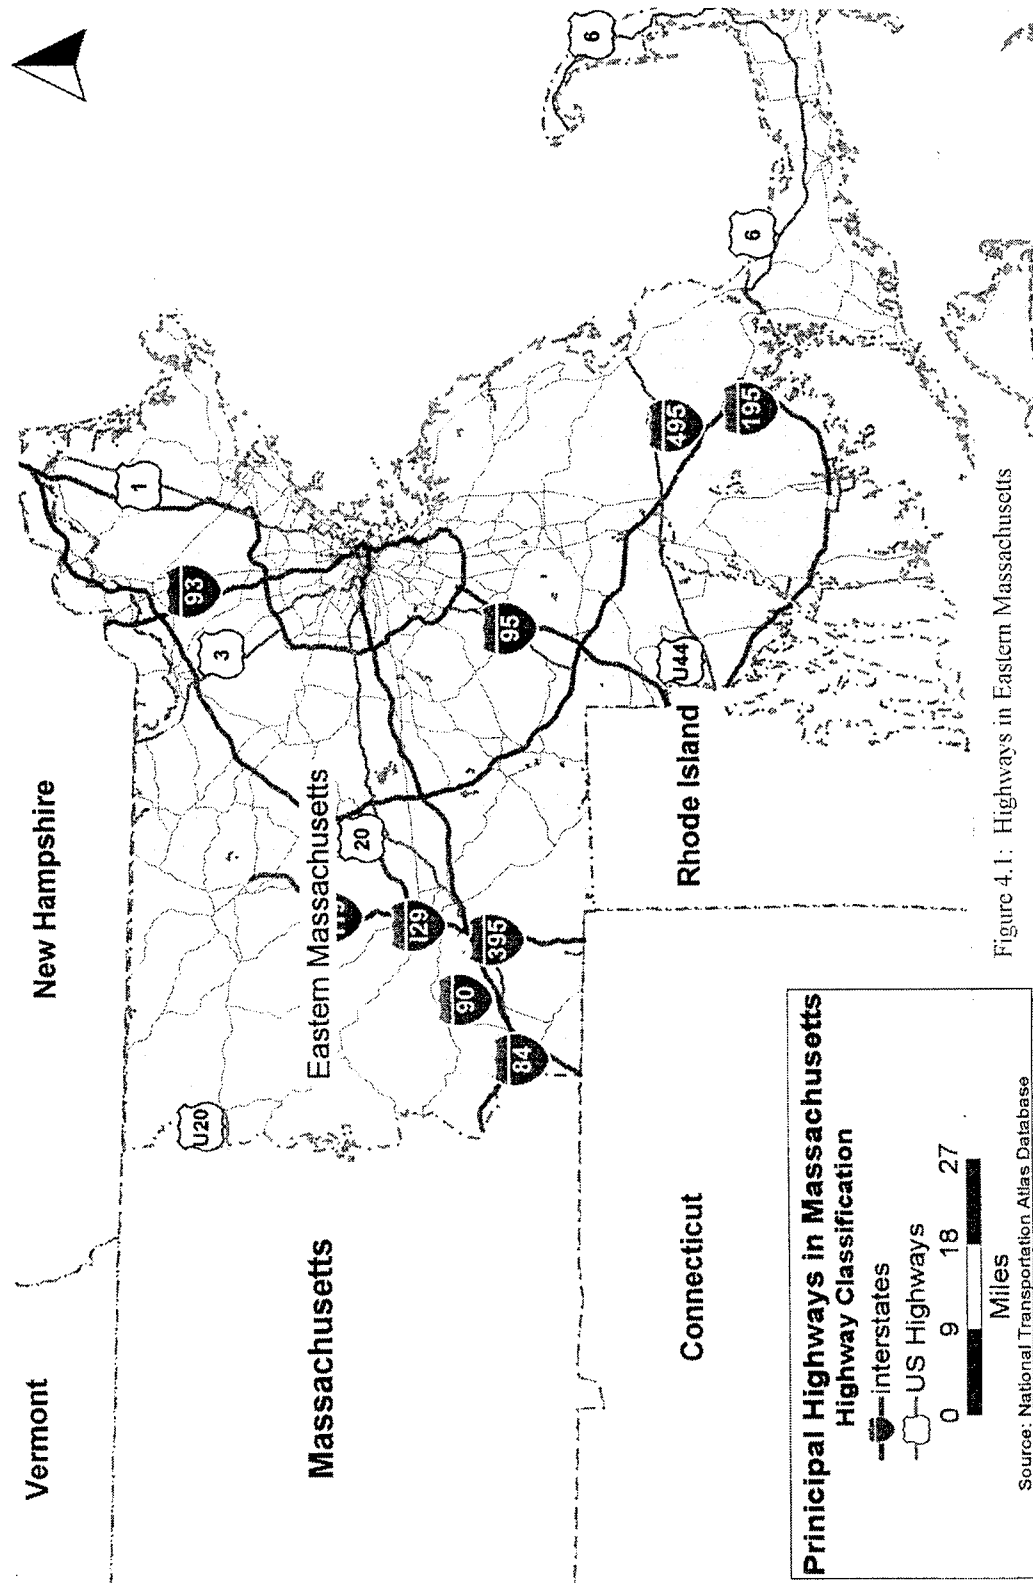 Vermont
New Hampshire
Massachusetts
Eastern Massachusetts
Connecticut
Rhode Island
U20
3
93
1
20
129
395
90
84
95
U44
495
195
6
6
Prinicipal Highways in Massachusetts
Highway Classification
interstates
US Highways
0 9 18 27
Miles
Source: National Transportation Atlas Database
Figure 4.1: Highways in Eastern Massachusetts